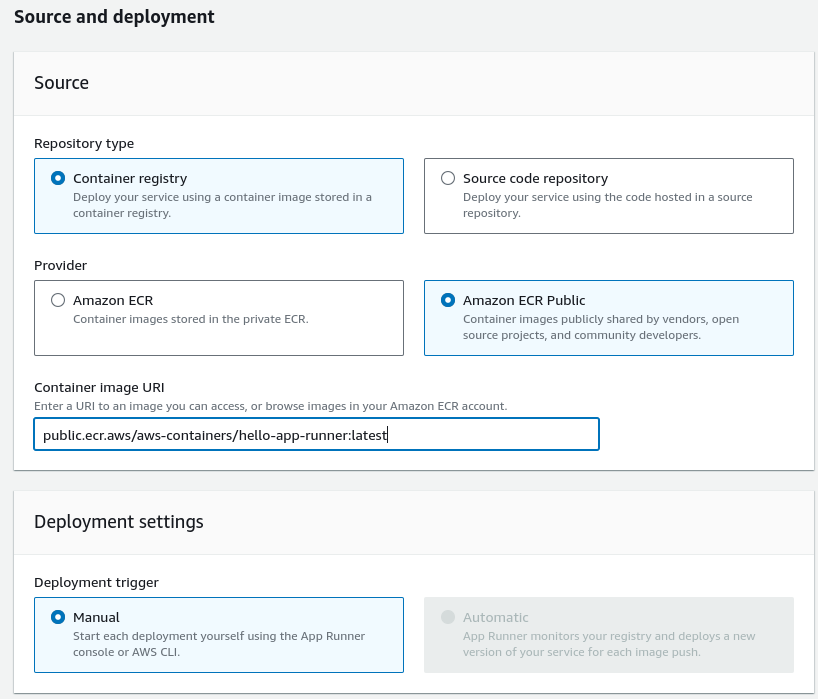 Source and deployment
Source
Repository type
Container registry
Deploy your service using a container image stored in a
container registry.
Source code repository
Deploy your service using the code hosted in a source
repository.
Provider
Amazon ECR
Container images stored in the private ECR.
Amazon ECR Public
Container images publicly shared by vendors, open
source projects, and community developers.
Container image URI
Enter a URI to an image you can access, or browse images in your Amazon ECR account.
public.ecr.aws/aws-containers/hello-app-runner:latest
Deployment settings
Deployment trigger
Manual
Start each deployment yourself using the App Runner
console or AWS CLI.
Automatic
App Runner monitors your registry and deploys a new
version of your service for each image push.